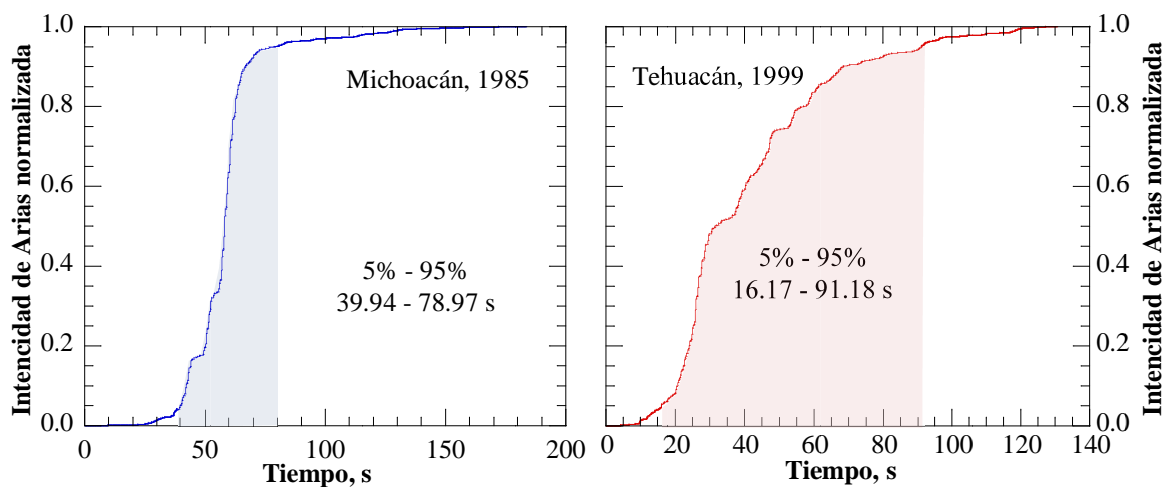 Intencidad de Arias normalizada
1.0
0.8
0.6
0.4
0.2
0.0
Michoacán, 1985
5% - 95%
39.94 - 78.97 s
0
50
100
150
200
Tiempo, s
Tehuacán, 1999
5% - 95%
16.17 - 91.18 s
0
20
40
60
80
100
120
140
Tiempo, s
1.0
0.8
0.6
0.4
0.2
0.0
Intencidad de Arias normalizada